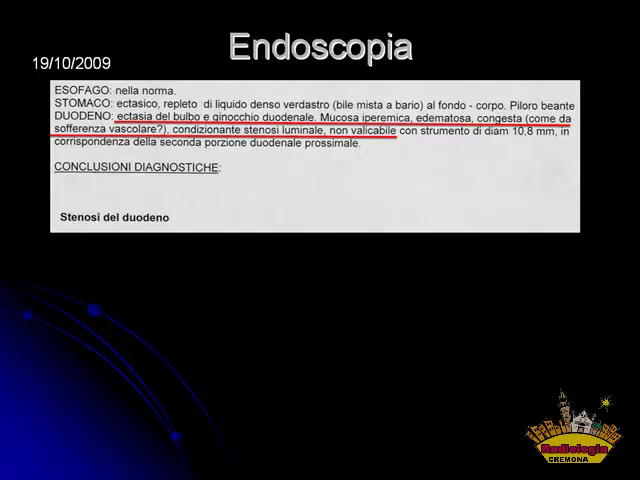 Endoscopia
19/10/2009
ESOFAGO: nella norma.
STOMACO: ectasico, repleto di liquido denso verdastro (bile mista a bario) al fondo - corpo. Piloro beante
DUODENO: ectasia del bulbo e ginocchio duodenale. Mucosa iperemica, edematosa, congesta (come da
sofferenza vascolare?), condizionante stenosi luminale, non valicabile con strumento di diam 10,8 mm, in
corrispondenza della seconda porzione duodenale prossimale.
CONCLUSIONI DIAGNOSTICHE:
Stenosi del duodeno
Radiologia
CREMONA